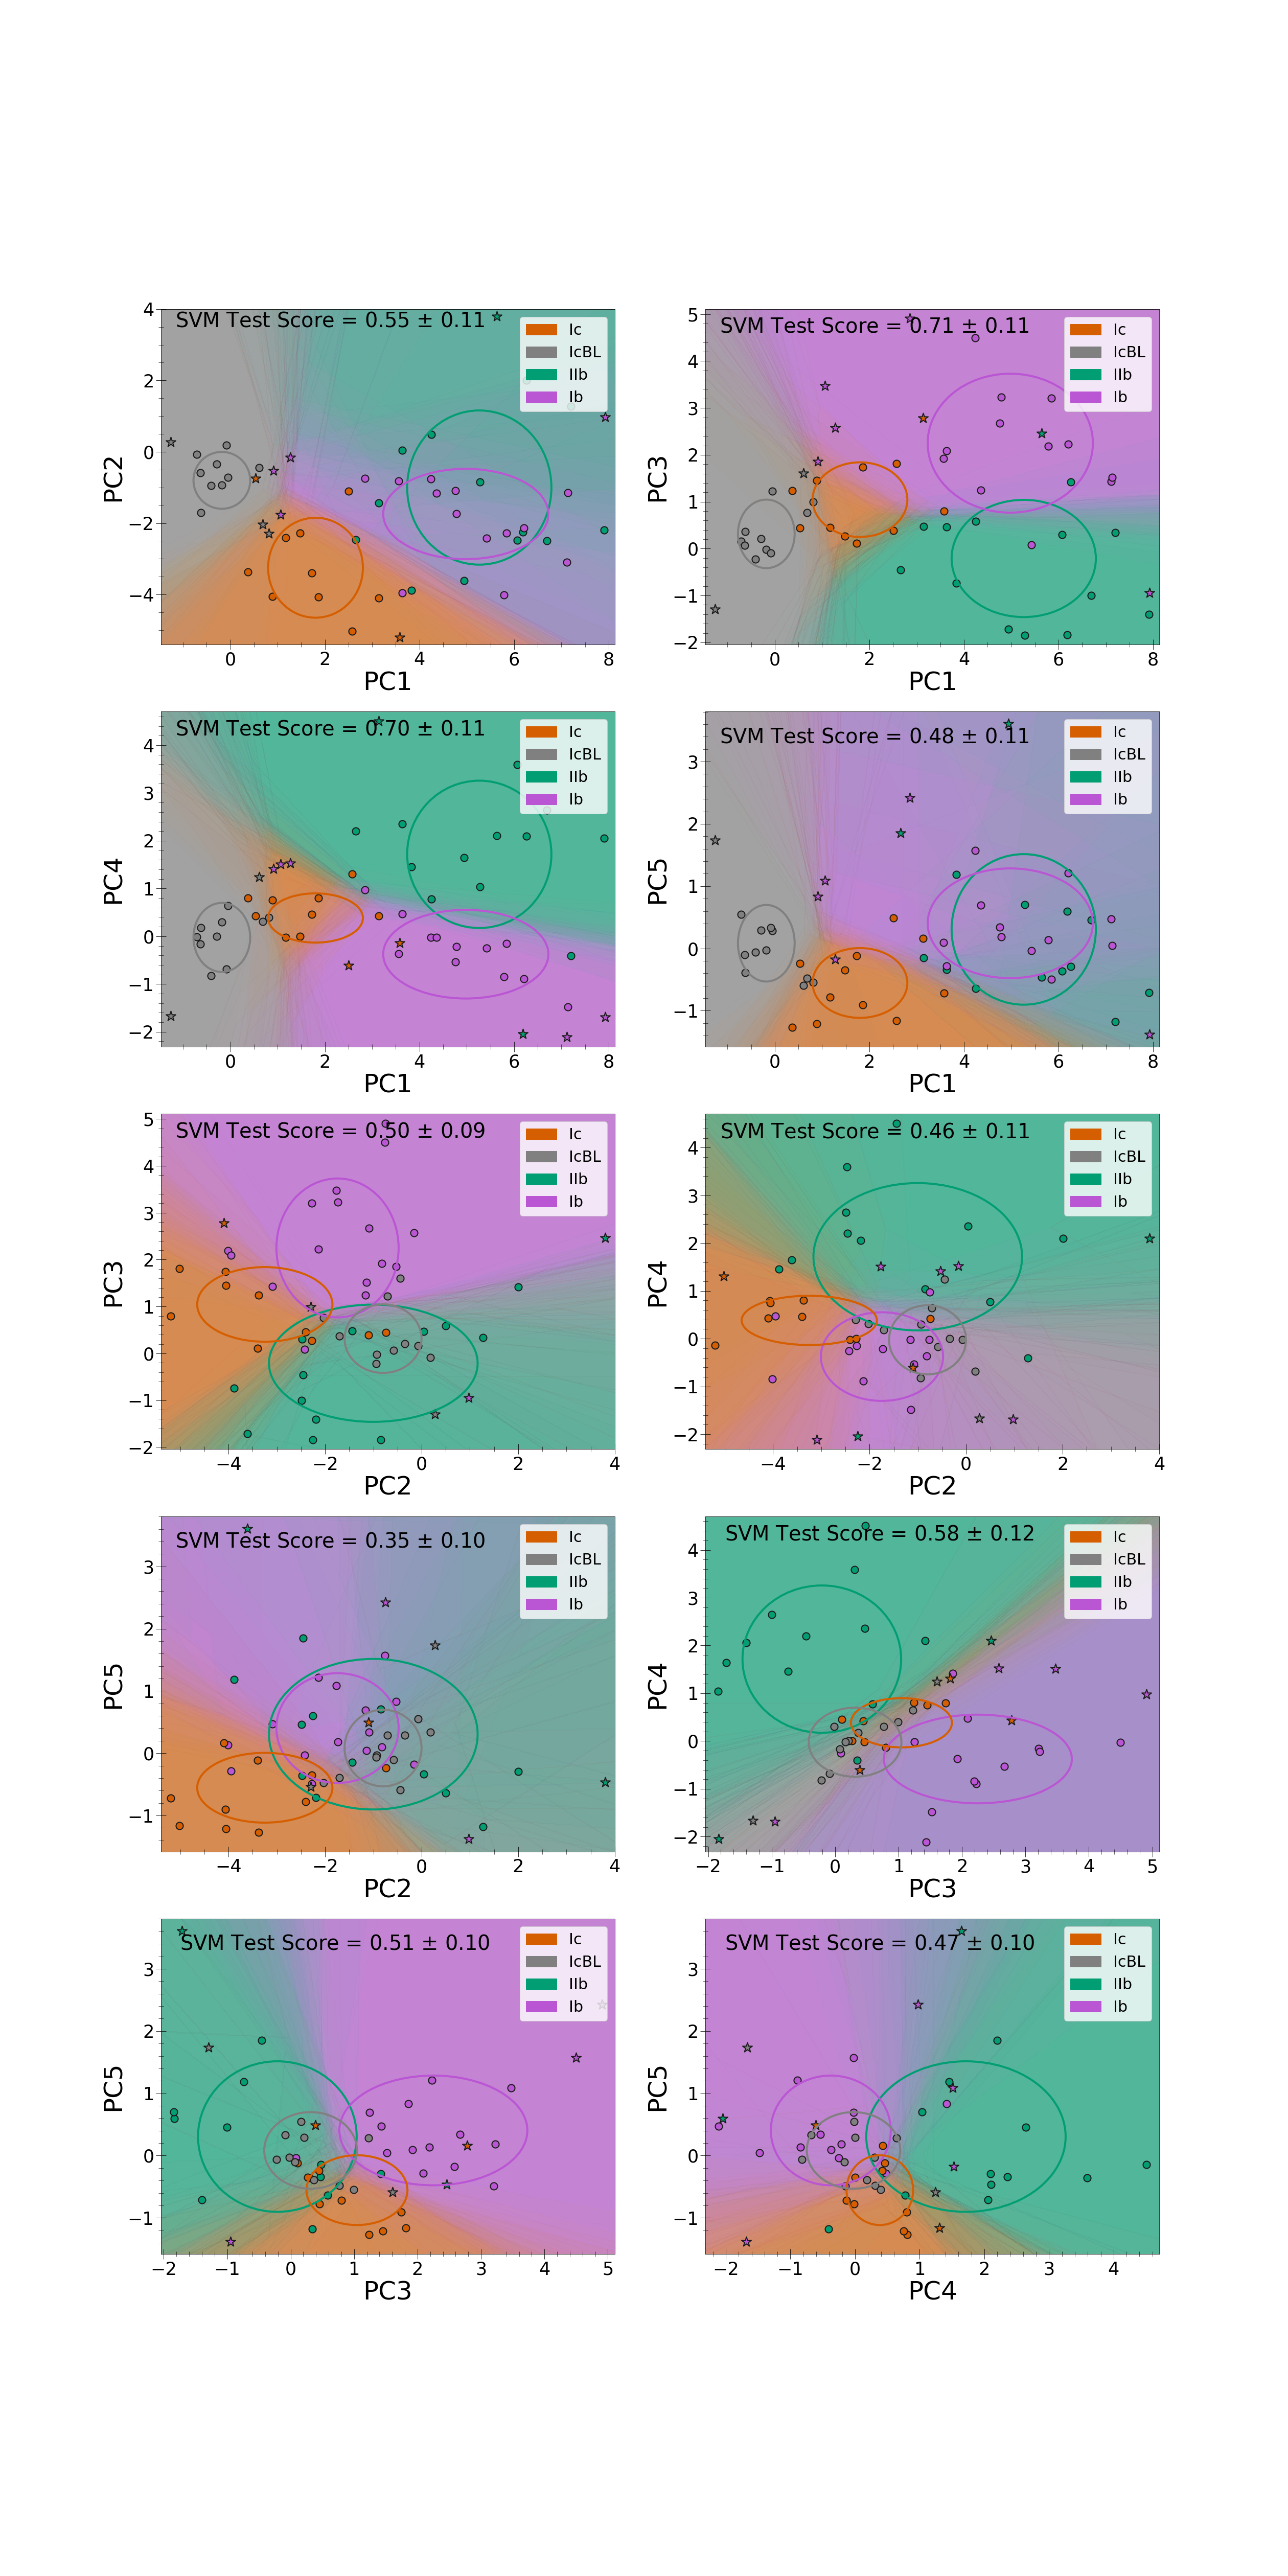 SVM Test Score = 0.55 ± 0.11
Ic
IcBL
IIb
Ib
4
2
0
−2
−4
PC2
0
2
4
6
8
PC1
SVM Test Score = 0.71 ± 0.11
Ic
IcBL
IIb
Ib
5
4
3
2
1
0
−1
−2
PC3
0
2
4
6
8
PC1
SVM Test Score = 0.70 ± 0.11
Ic
IcBL
IIb
Ib
4
3
2
1
0
−1
−2
PC4
0
2
4
6
8
PC1
SVM Test Score = 0.48 ± 0.11
Ic
IcBL
IIb
Ib
3
2
1
0
−1
PC5
0
2
4
6
8
PC1
SVM Test Score = 0.50 ± 0.09
Ic
IcBL
IIb
Ib
5
4
3
2
1
0
−1
−2
PC3
−4
−2
0
2
4
PC2
SVM Test Score = 0.46 ± 0.11
Ic
IcBL
IIb
Ib
4
3
2
1
0
−1
−2
PC4
−4
−2
0
2
4
PC2
SVM Test Score = 0.35 ± 0.10
Ic
IcBL
IIb
Ib
3
2
1
0
−1
PC5
−4
−2
0
2
4
PC2
SVM Test Score = 0.58 ± 0.12
Ic
IcBL
IIb
Ib
4
3
2
1
0
−1
−2
PC4
−2
−1
0
1
2
3
4
5
PC3
SVM Test Score = 0.51 ± 0.10
Ic
IcBL
IIb
Ib
3
2
1
0
−1
PC5
−2
−1
0
1
2
3
4
5
PC3
SVM Test Score = 0.47 ± 0.10
Ic
IcBL
IIb
Ib
3
2
1
0
−1
PC5
−2
−1
0
1
2
3
4
PC4